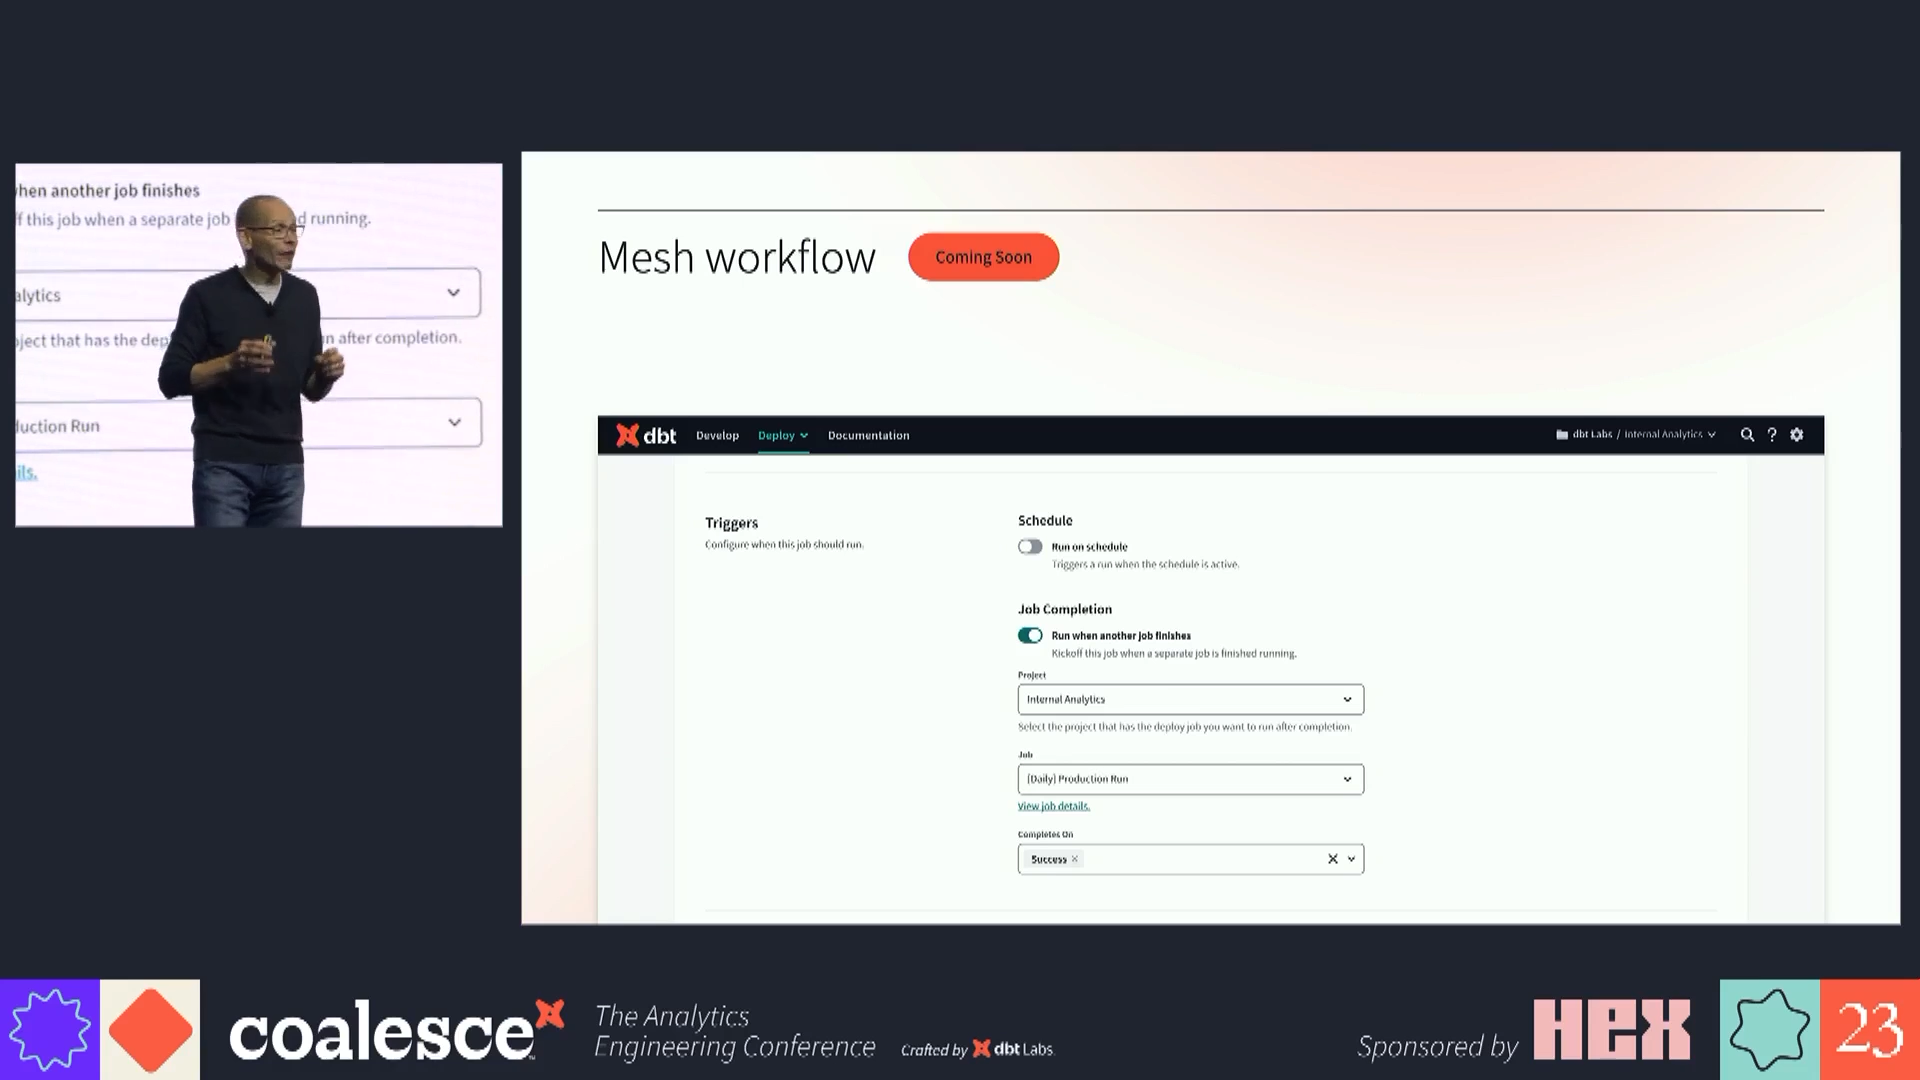 hen another job finishes
f this job when a separate job
d running.
alytics
ject that has the dep
n after completion.
uction Run
ils.
Mesh workflow
Coming Soon
dbt Develop Deploy Documentation dbt Labs / Internal Analytics ?
Triggers
Configure when this job should run.
Schedule
Run on schedule
Triggers a run when the schedule is active.
Job Completion
Run when another job finishes
Kickoff this job when a separate job is finished running.
Project
Internal Analytics
Select the project that has the deploy job you want to run after completion.
Job
[Daily] Production Run
View job details.
Completes On
Success ×
coalesce
The Analytics
Engineering Conference
Crafted by dbt Labs
Sponsored by HEX
23